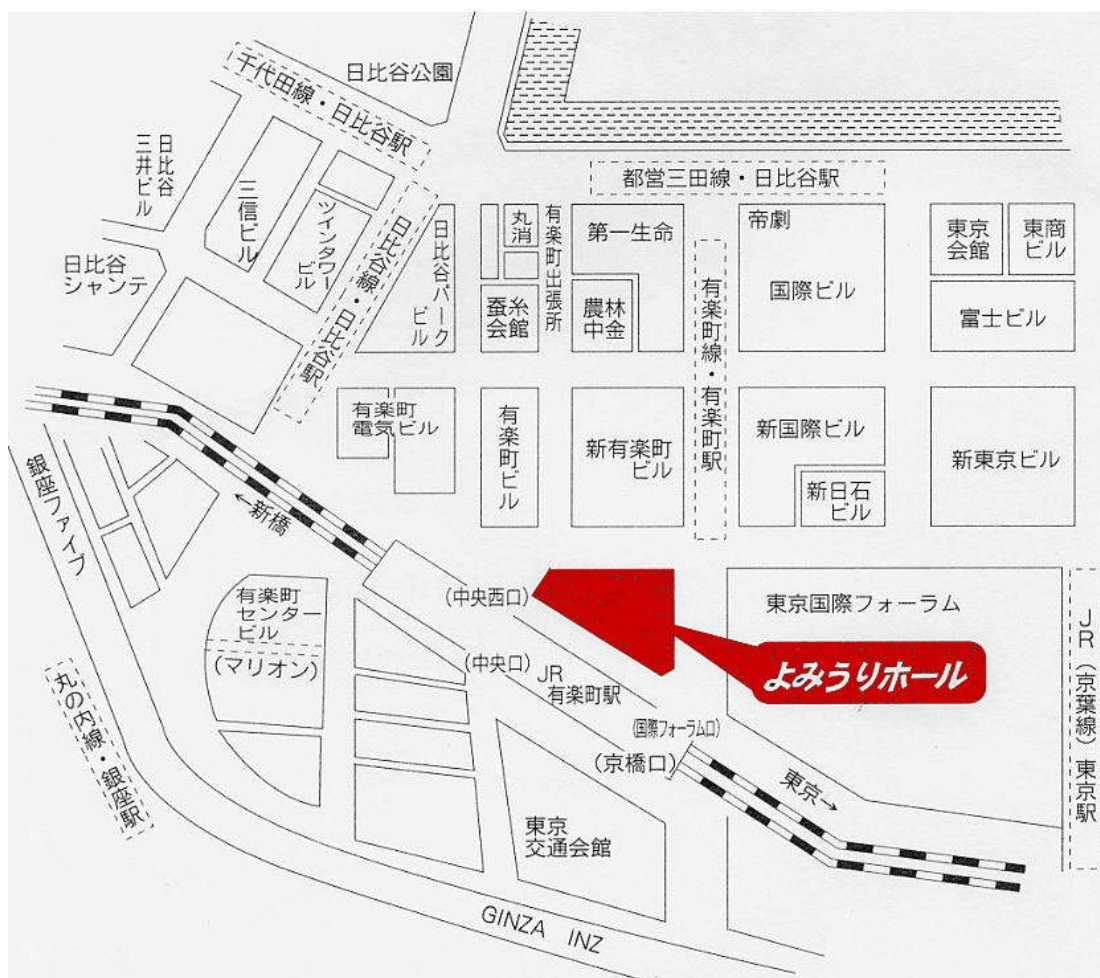 日比谷公園
千代田線・日比谷駅
日比谷
三井ビル
三信ビル
ツインタワー
ビル
日比谷
シャンテ
日比谷線・日比谷駅
日比谷パーク
ビル
丸消
有楽町出張所
蚕糸
会館
第一生命
農林
中金
都営三田線・日比谷駅
有楽町線・有楽町駅
帝劇
国際ビル
東京
会館
東商
ビル
富士ビル
有楽町
電気ビル
有楽町ビル
新有楽町
ビル
新国際ビル
新日石
ビル
新東京ビル
銀座ファイブ
←新橋
有楽町
センター
ビル
(マリオン)
(中央西口)
(中央口)
JR
有楽町駅
(国際フォーラム口)
(京橋口)
東京→
東京国際フォーラム
よみうりホール
JR(京葉線)東京駅
丸の内線・銀座駅
東京
交通会館
GINZA INZ